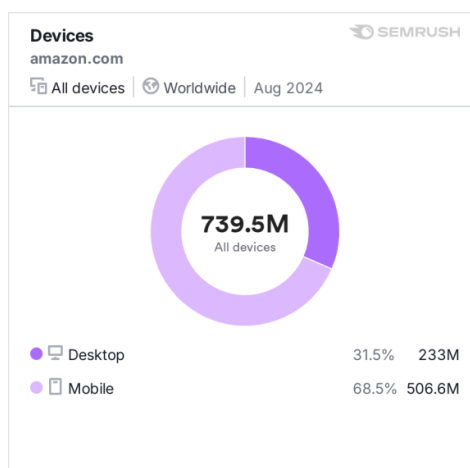 Devices
SEMRUSH
amazon.com
All devices Worldwide Aug 2024
739.5M
All devices
Desktop 31.5% 233M
Mobile 68.5% 506.6M